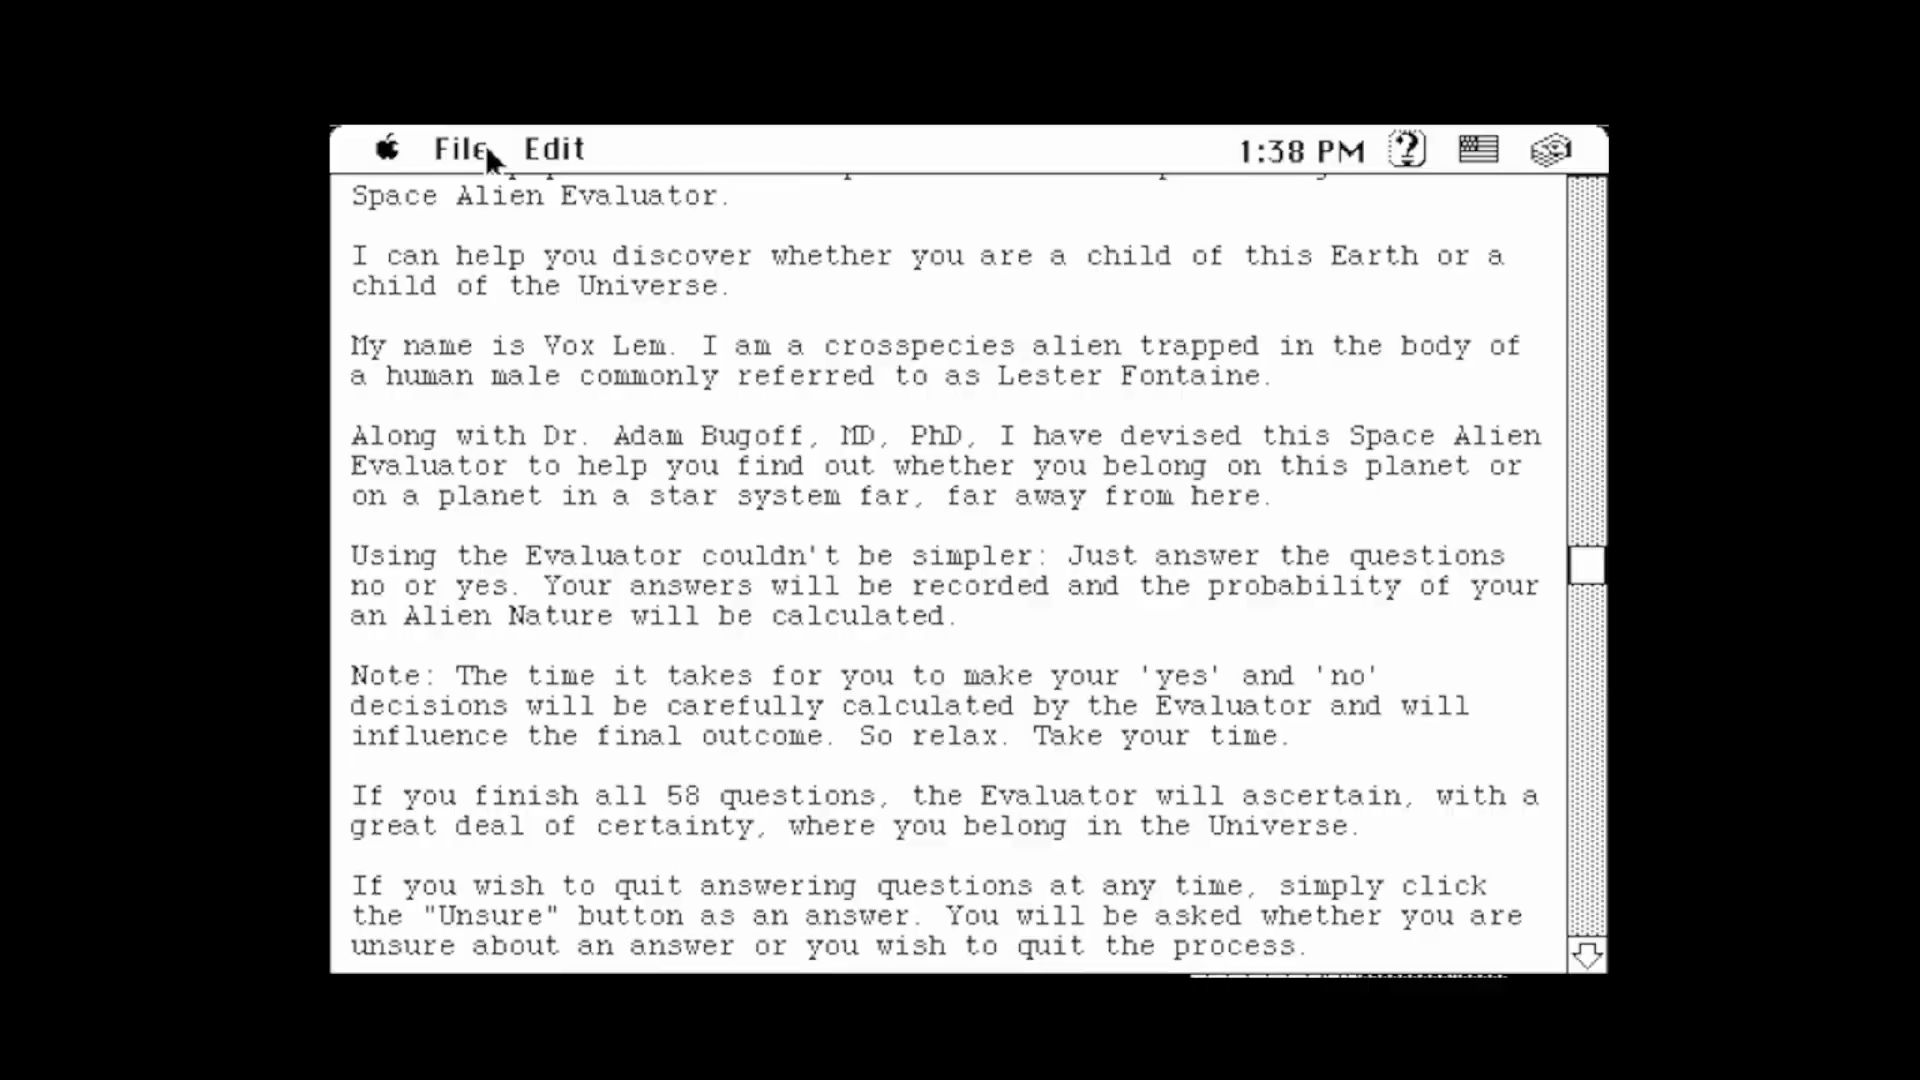 File Edit 1:38 PM
Space Alien Evaluator.
I can help you discover whether you are a child of this Earth or a
child of the Universe.
My name is Vox Lem. I am a crosspecies alien trapped in the body of
a human male commonly referred to as Lester Fontaine.
Along with Dr. Adam Bugoff, MD, PhD, I have devised this Space Alien
Evaluator to help you find out whether you belong on this planet or
on a planet in a star system far, far away from here.
Using the Evaluator couldn't be simpler: Just answer the questions
no or yes. Your answers will be recorded and the probability of your
an Alien Nature will be calculated.
Note: The time it takes for you to make your 'yes' and 'no'
decisions will be carefully calculated by the Evaluator and will
influence the final outcome. So relax. Take your time.
If you finish all 58 questions, the Evaluator will ascertain, with a
great deal of certainty, where you belong in the Universe.
If you wish to quit answering questions at any time, simply click
the "Unsure" button as an answer. You will be asked whether you are
unsure about an answer or you wish to quit the process.